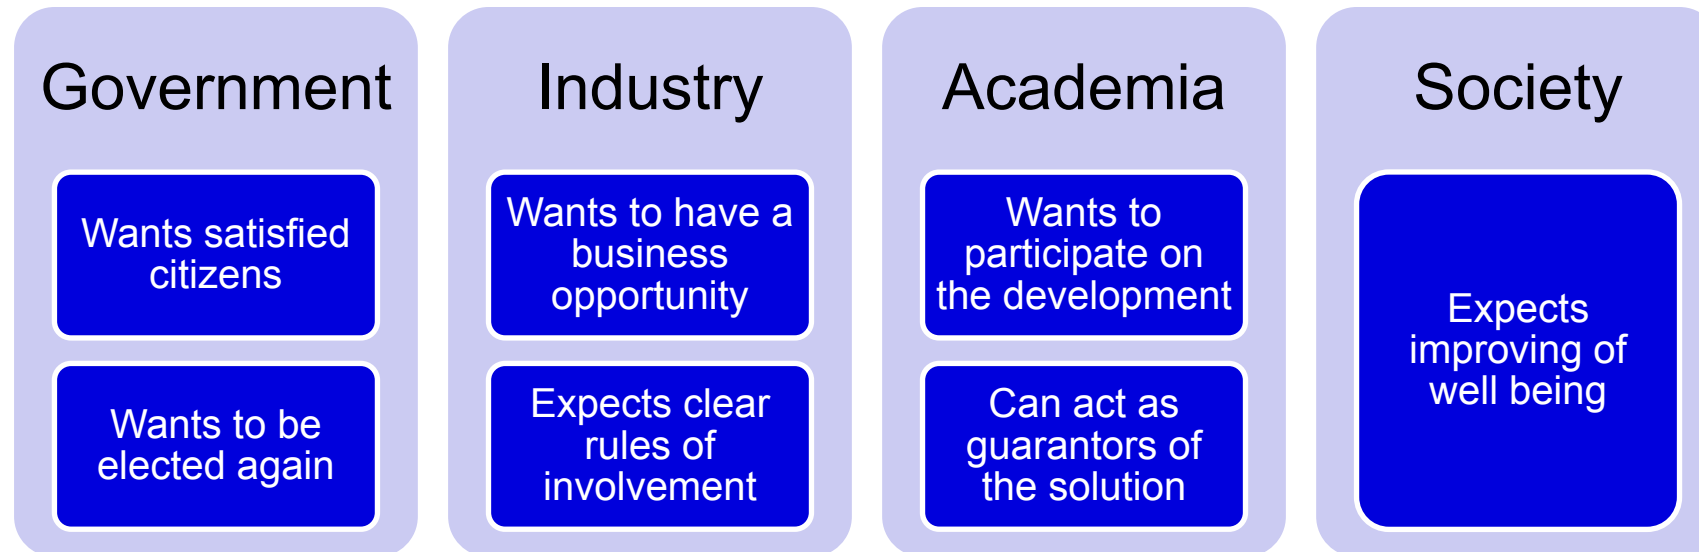 Government
Wants satisfied
citizens
Wants to be
elected again
Industry
Wants to have a
business
opportunity
Expects clear
rules of
involvement
Academia
Wants to
participate on
the development
Can act as
guarantors of
the solution
Society
Expects
improving of
well being